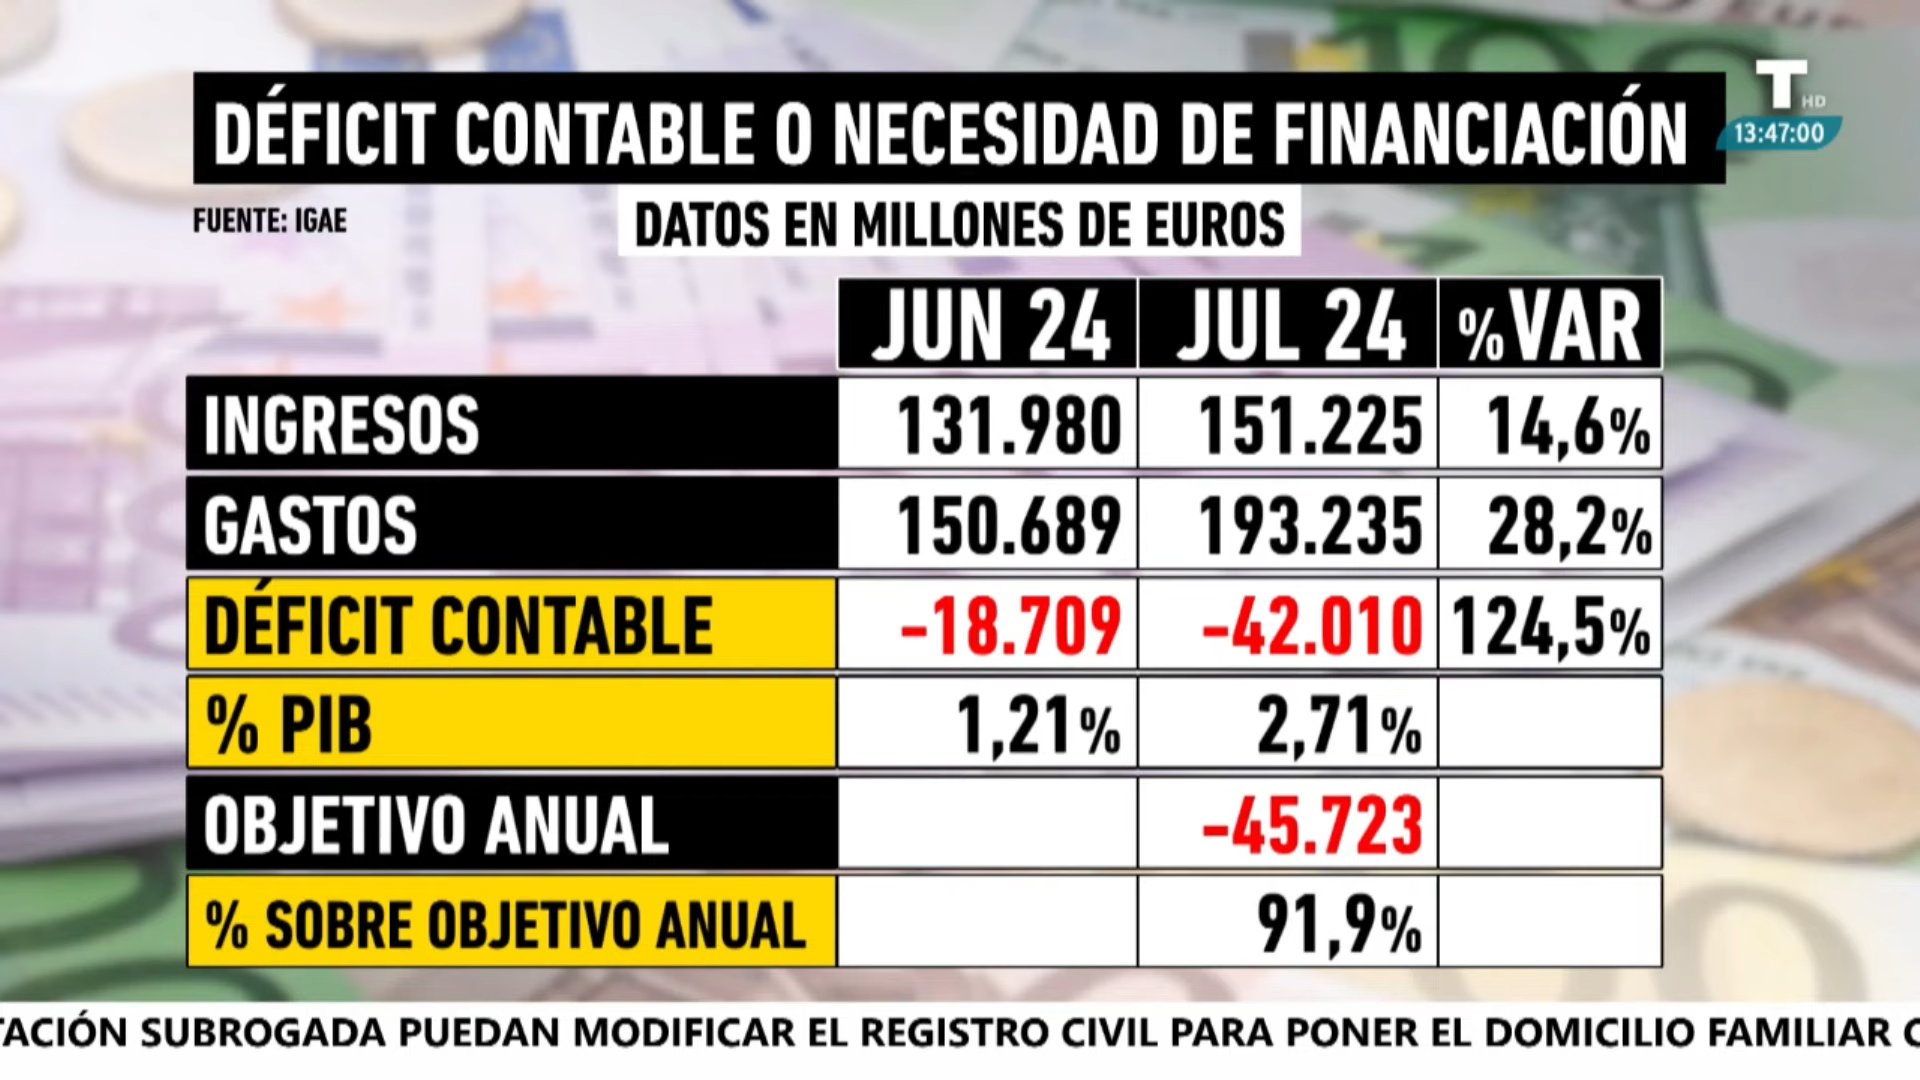 DÉFICIT CONTABLE O NECESIDAD DE FINANCIACIÓN
T HD
13:47:00
FUENTE: IGAE
DATOS EN MILLONES DE EUROS
JUN 24 JUL 24 %VAR
INGRESOS 131.980 151.225 14,6%
GASTOS 150.689 193.235 28,2%
DÉFICIT CONTABLE -18.709 -42.010 124,5%
% PIB 1,21% 2,71%
OBJETIVO ANUAL -45.723
% SOBRE OBJETIVO ANUAL 91,9%
TACIÓN SUBROGADA PUEDAN MODIFICAR EL REGISTRO CIVIL PARA PONER EL DOMICILIO FAMILIAR